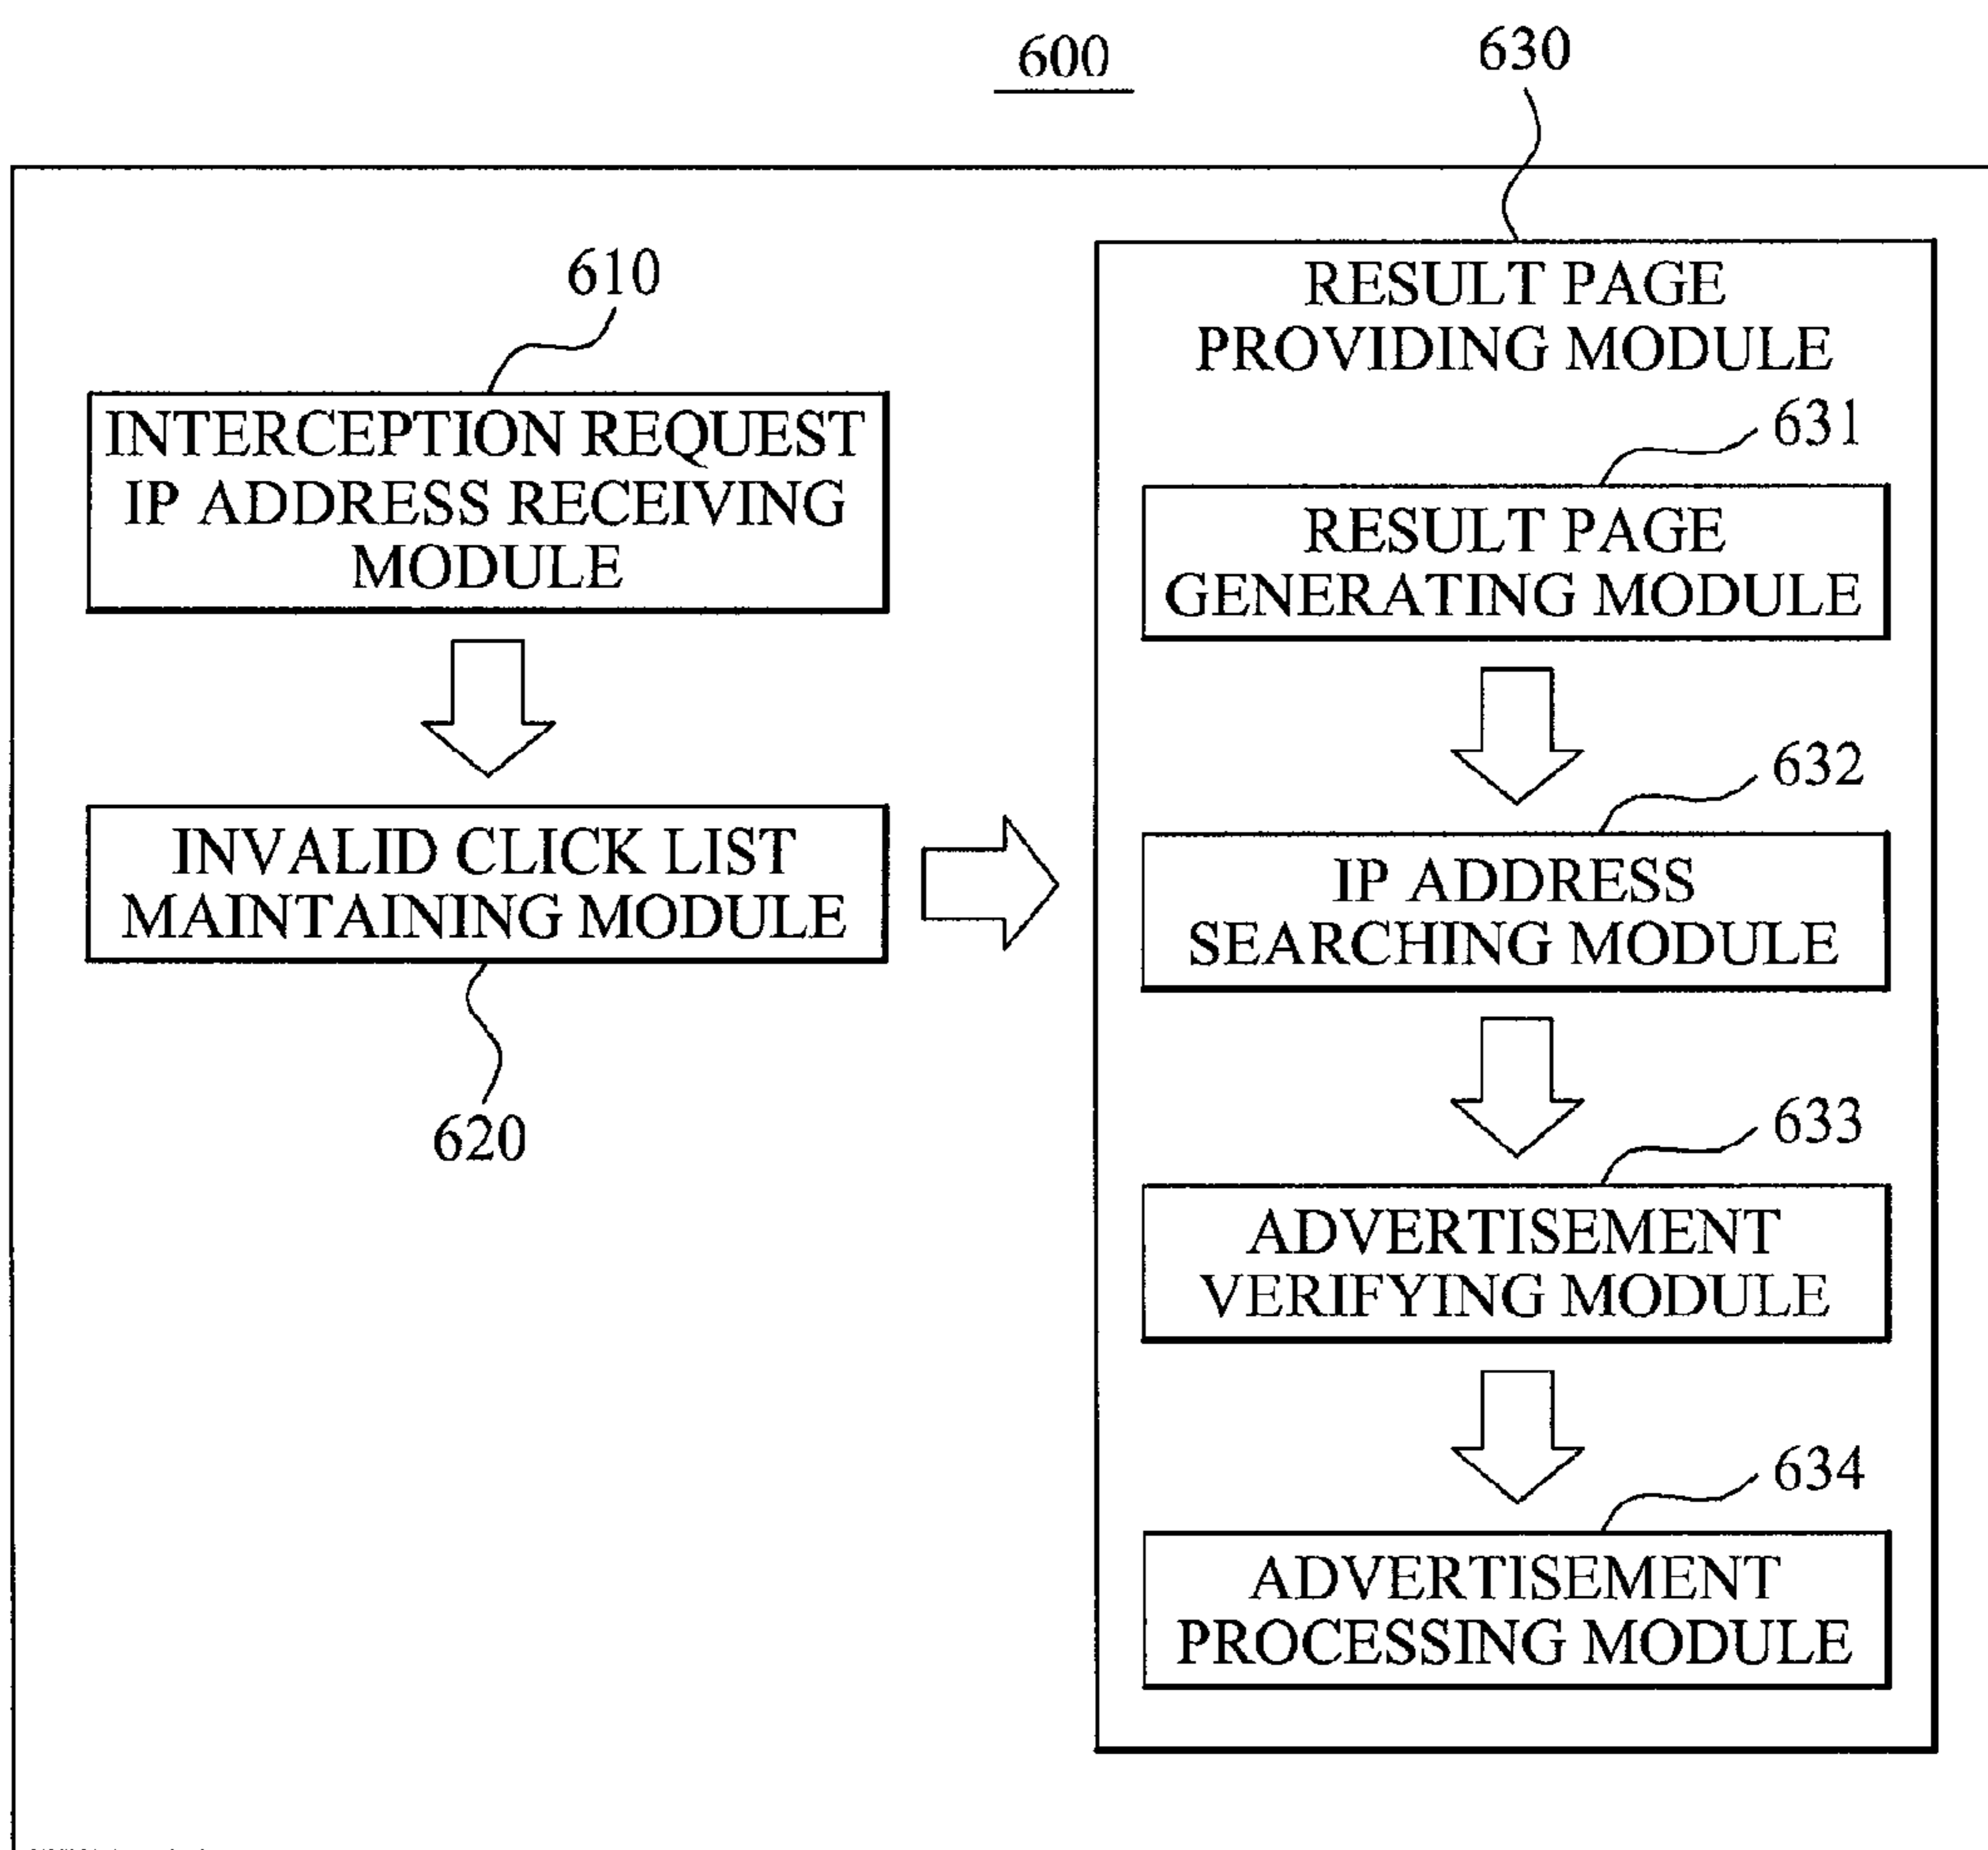 600
630
610
INTERCEPTION REQUEST
IP ADDRESS RECEIVING
MODULE
INVALID CLICK LIST
MAINTAINING MODULE
620
RESULT PAGE
PROVIDING MODULE
631
RESULT PAGE
GENERATING MODULE
632
IP ADDRESS
SEARCHING MODULE
633
ADVERTISEMENT
VERIFYING MODULE
634
ADVERTISEMENT
PROCESSING MODULE